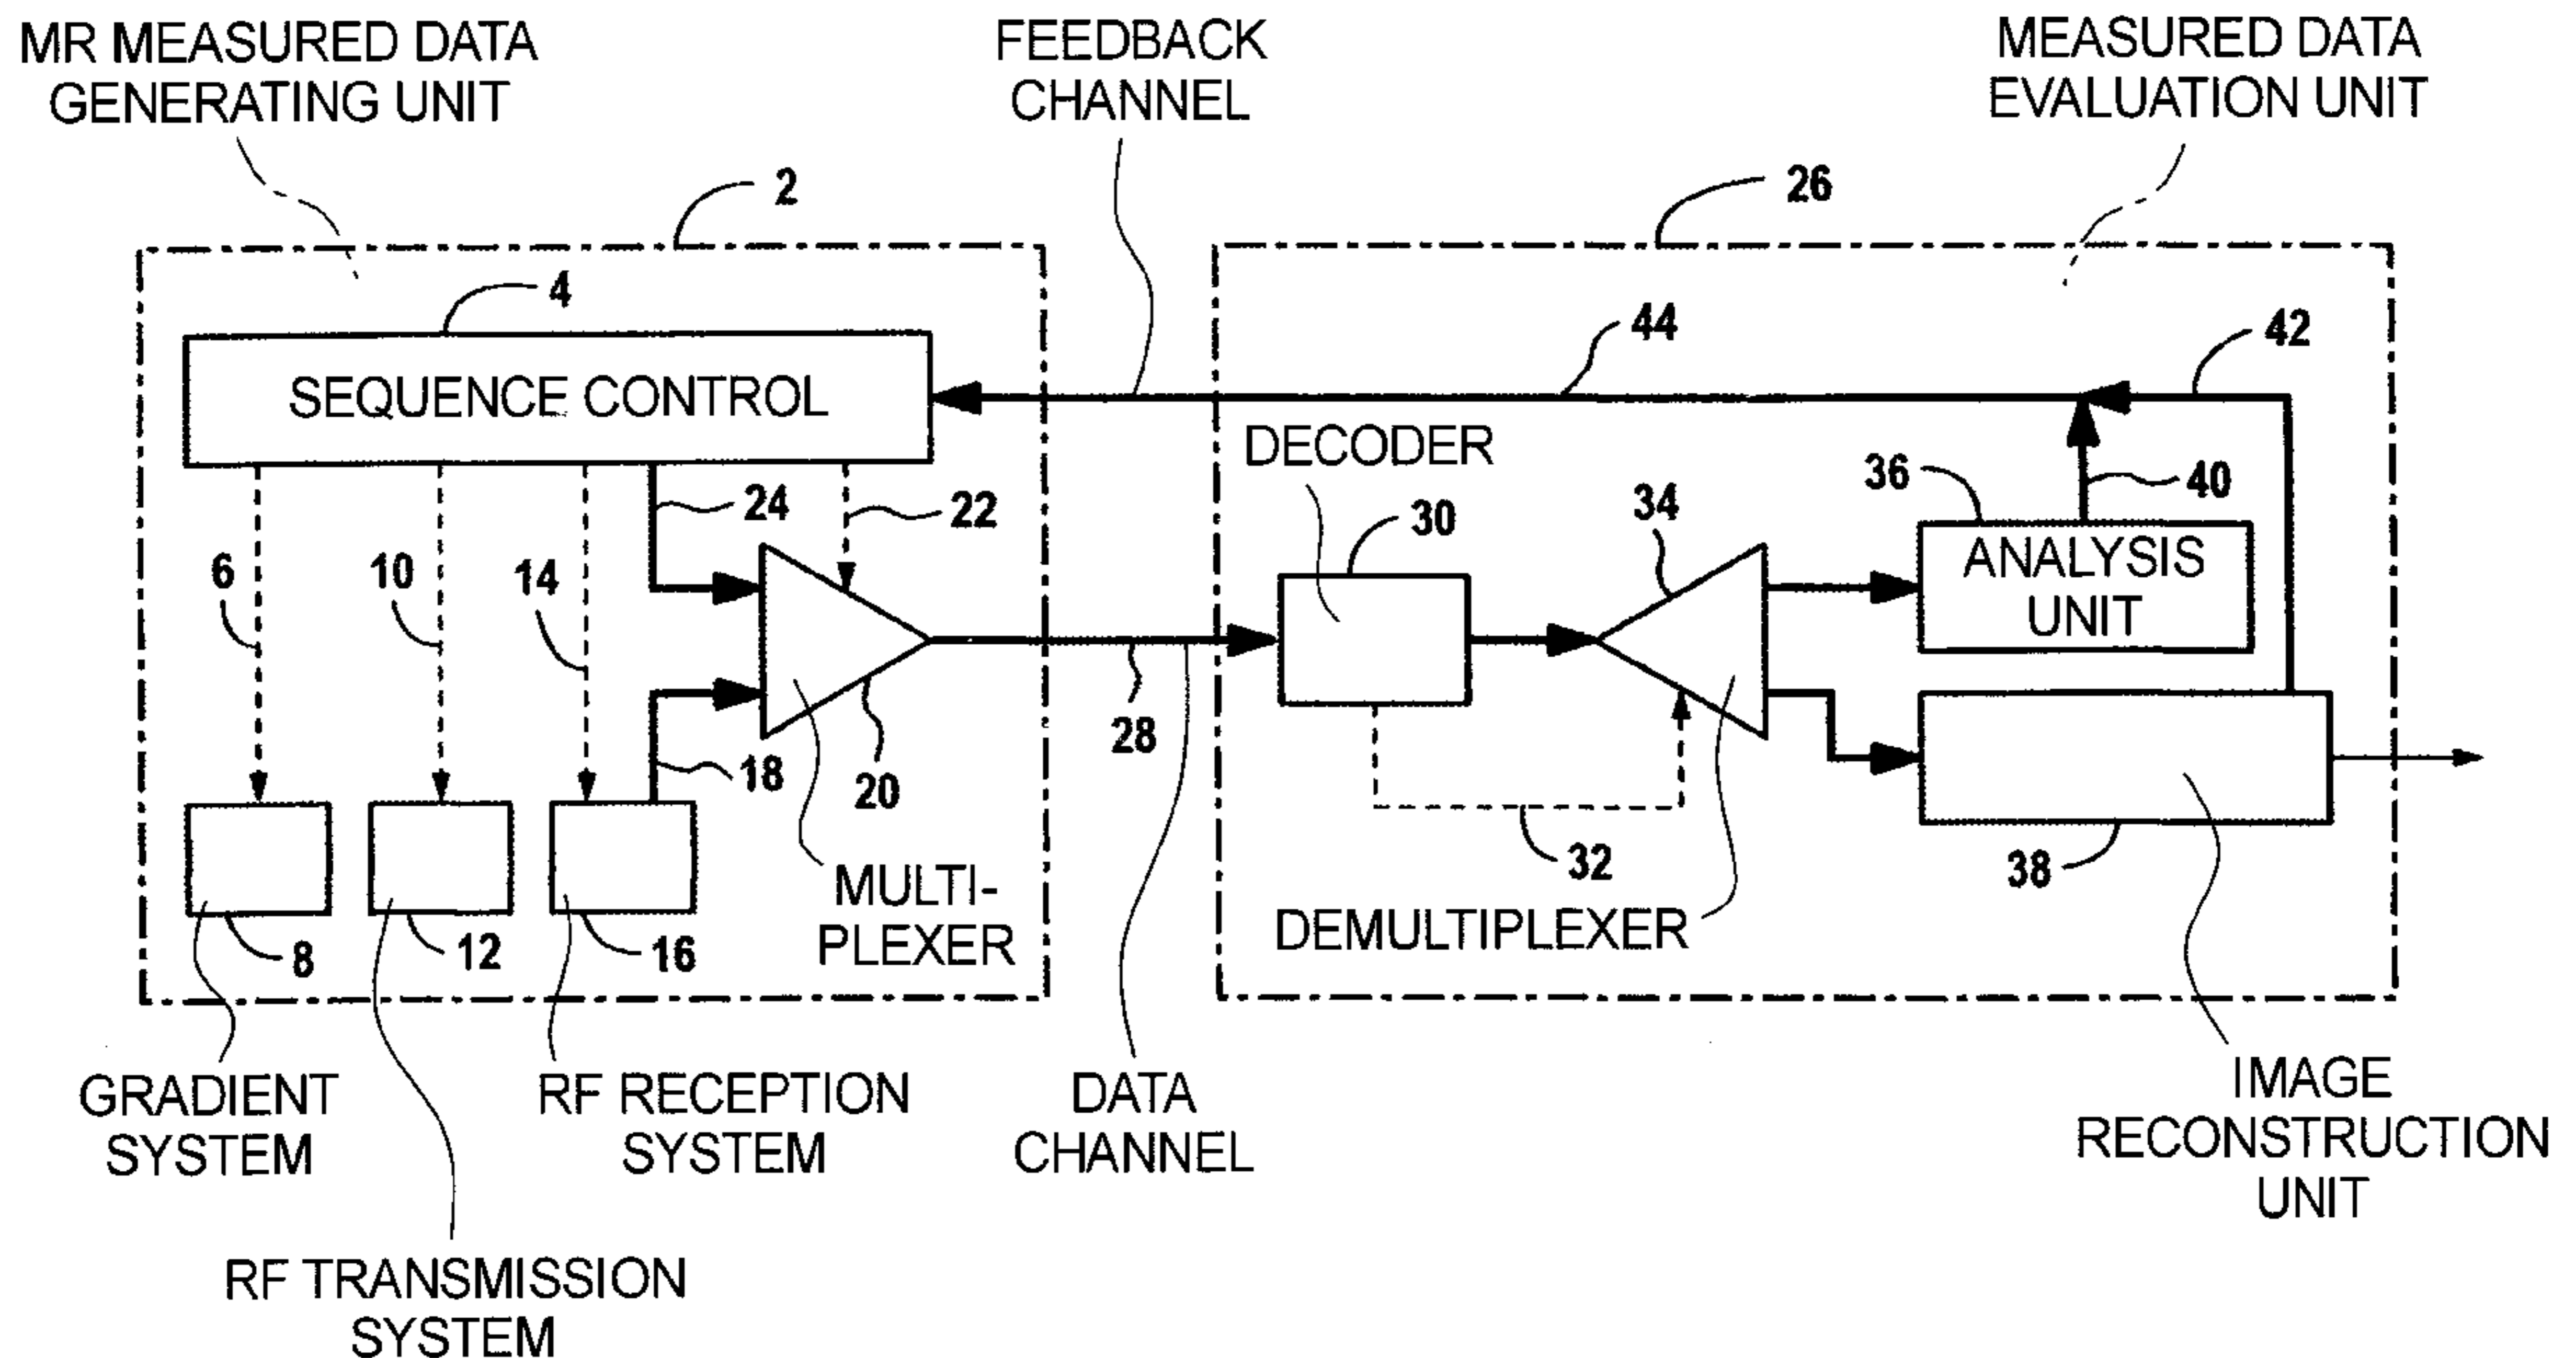 MR MEASURED DATA
GENERATING UNIT
FEEDBACK
CHANNEL
MEASURED DATA
EVALUATION UNIT
2
26
4
44
42
SEQUENCE CONTROL
DECODER
24
22
36
40
30
34
6
10
14
ANALYSIS
UNIT
28
18
20
32
38
MULTI-
PLEXER
DEMULTIPLEXER
8
12
16
GRADIENT
SYSTEM
RF RECEPTION
SYSTEM
DATA
CHANNEL
IMAGE
RECONSTRUCTION
UNIT
RF TRANSMISSION
SYSTEM